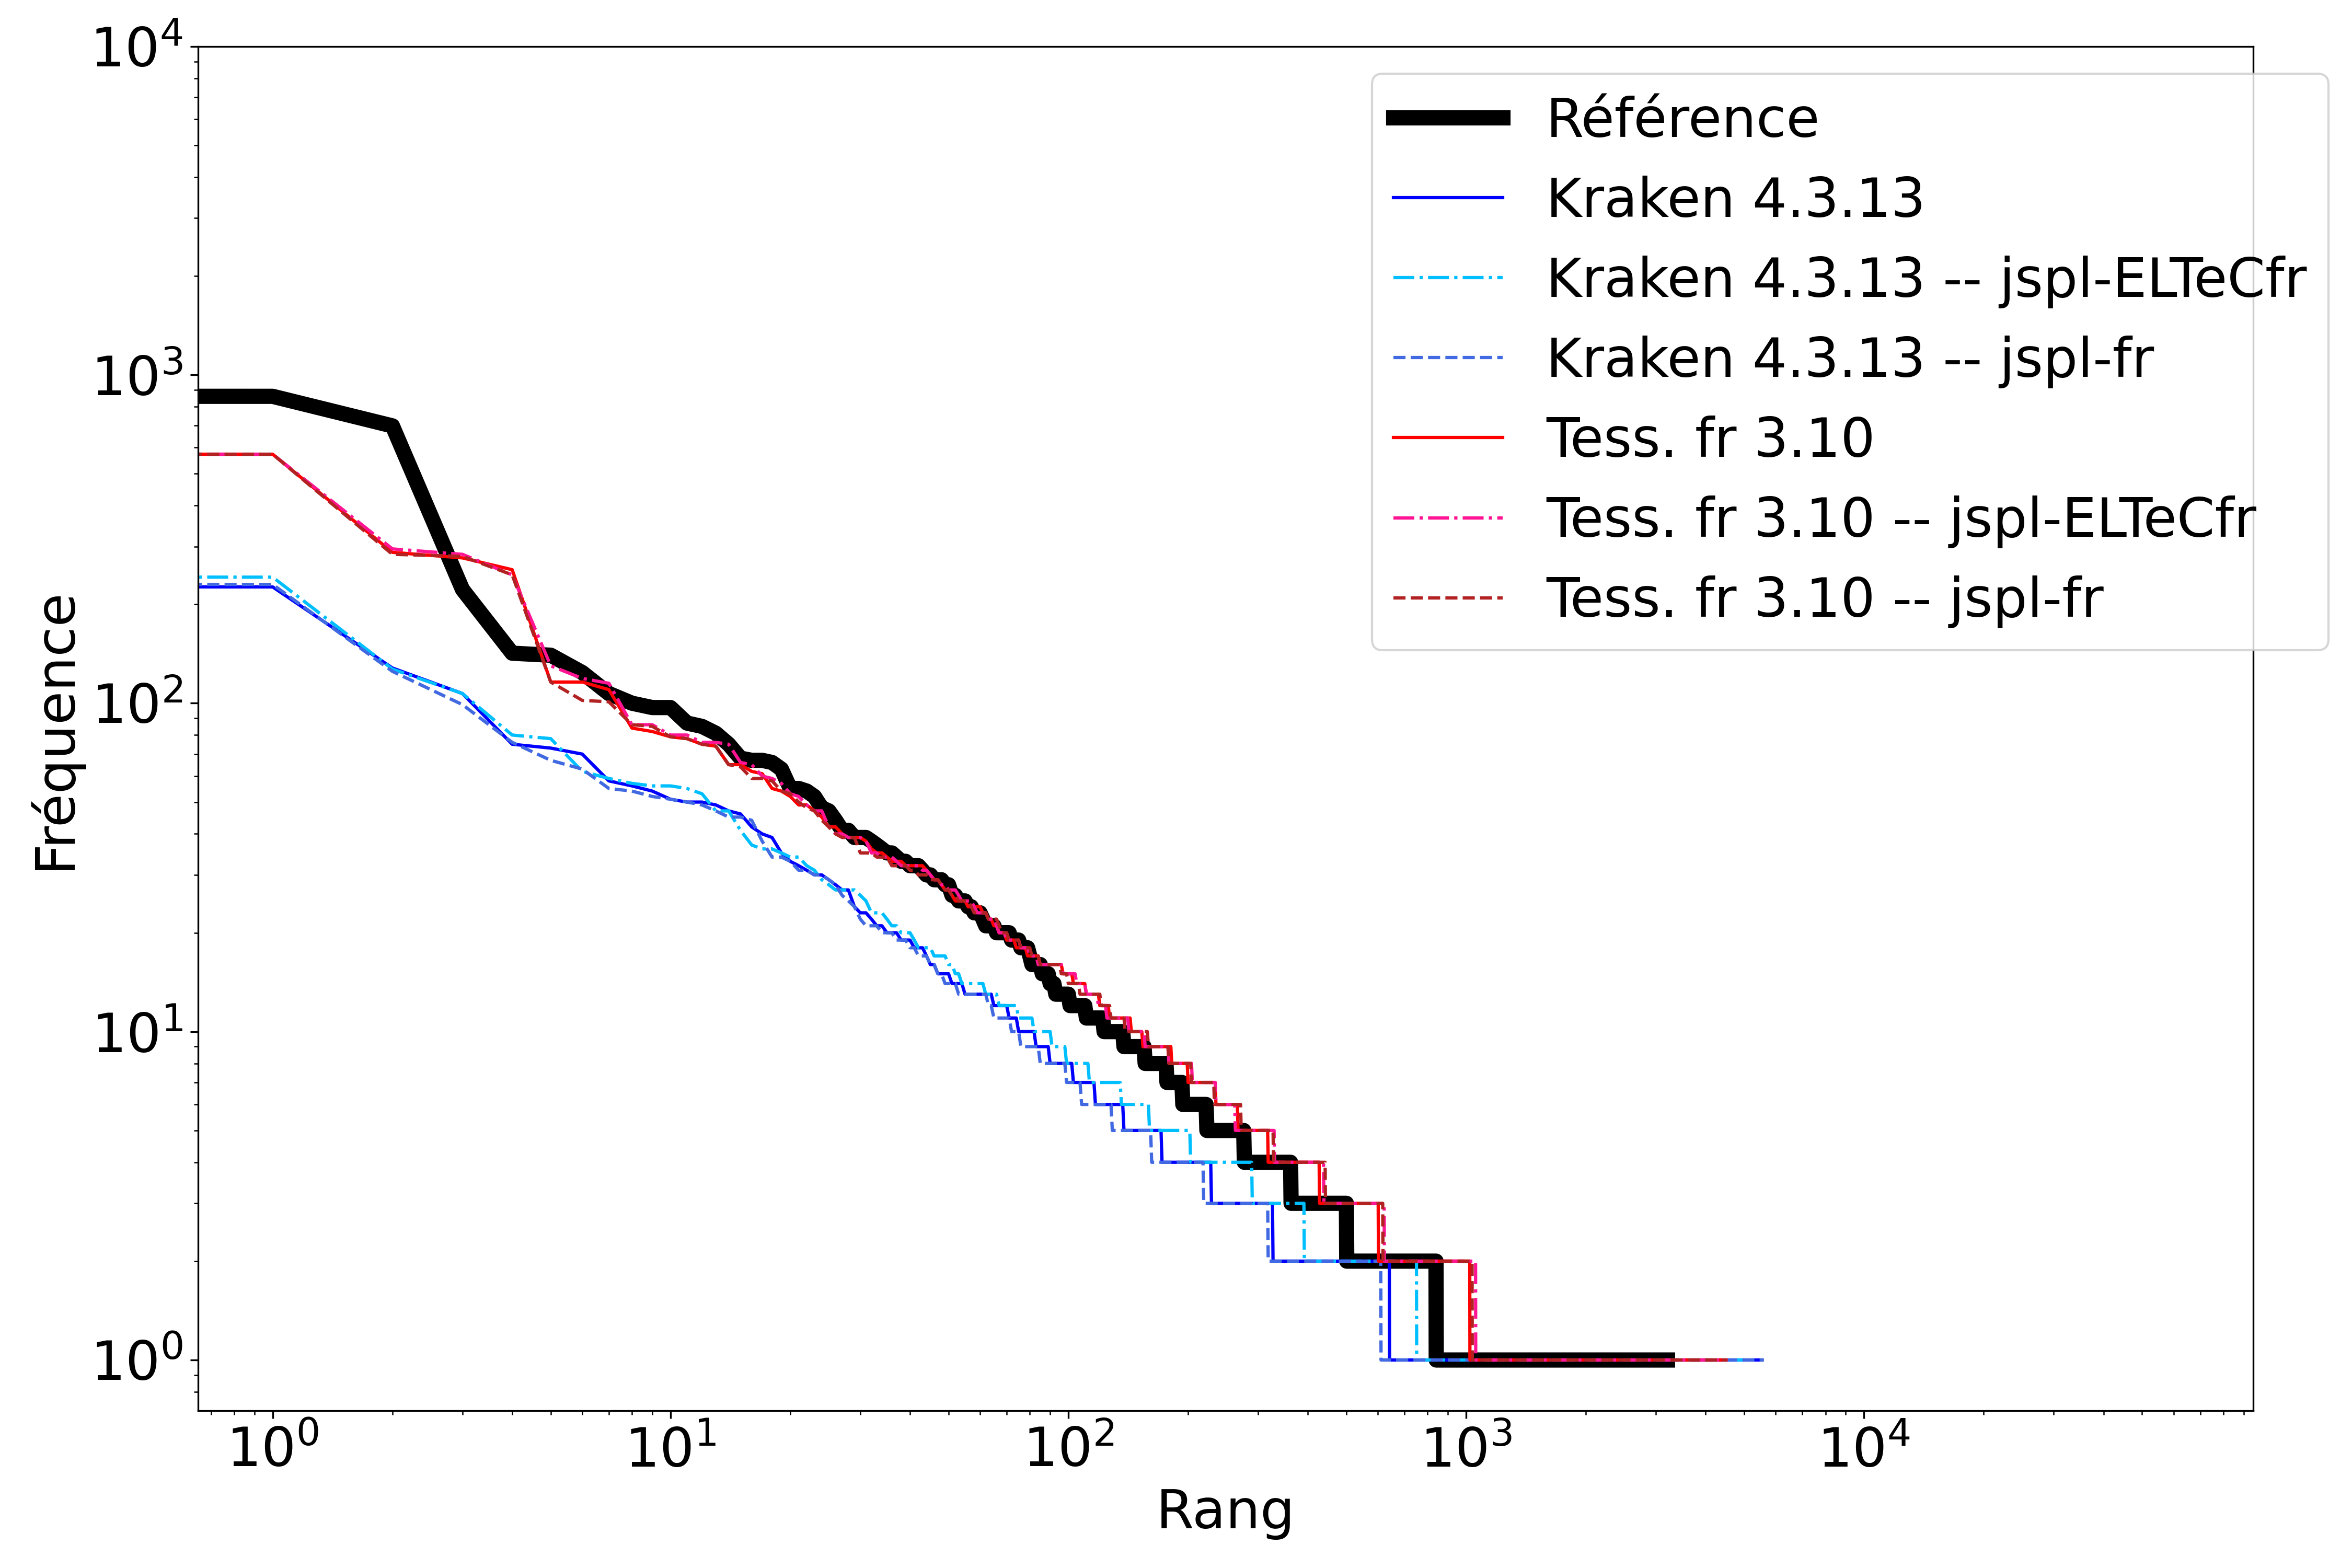 10⁴
10³
10²
10¹
10⁰
Fréquence
Référence
Kraken 4.3.13
Kraken 4.3.13 -- jspl-ELTeCfr
Kraken 4.3.13 -- jspl-fr
Tess. fr 3.10
Tess. fr 3.10 -- jspl-ELTeCfr
Tess. fr 3.10 -- jspl-fr
10⁰ 10¹ 10² 10³ 10⁴
Rang